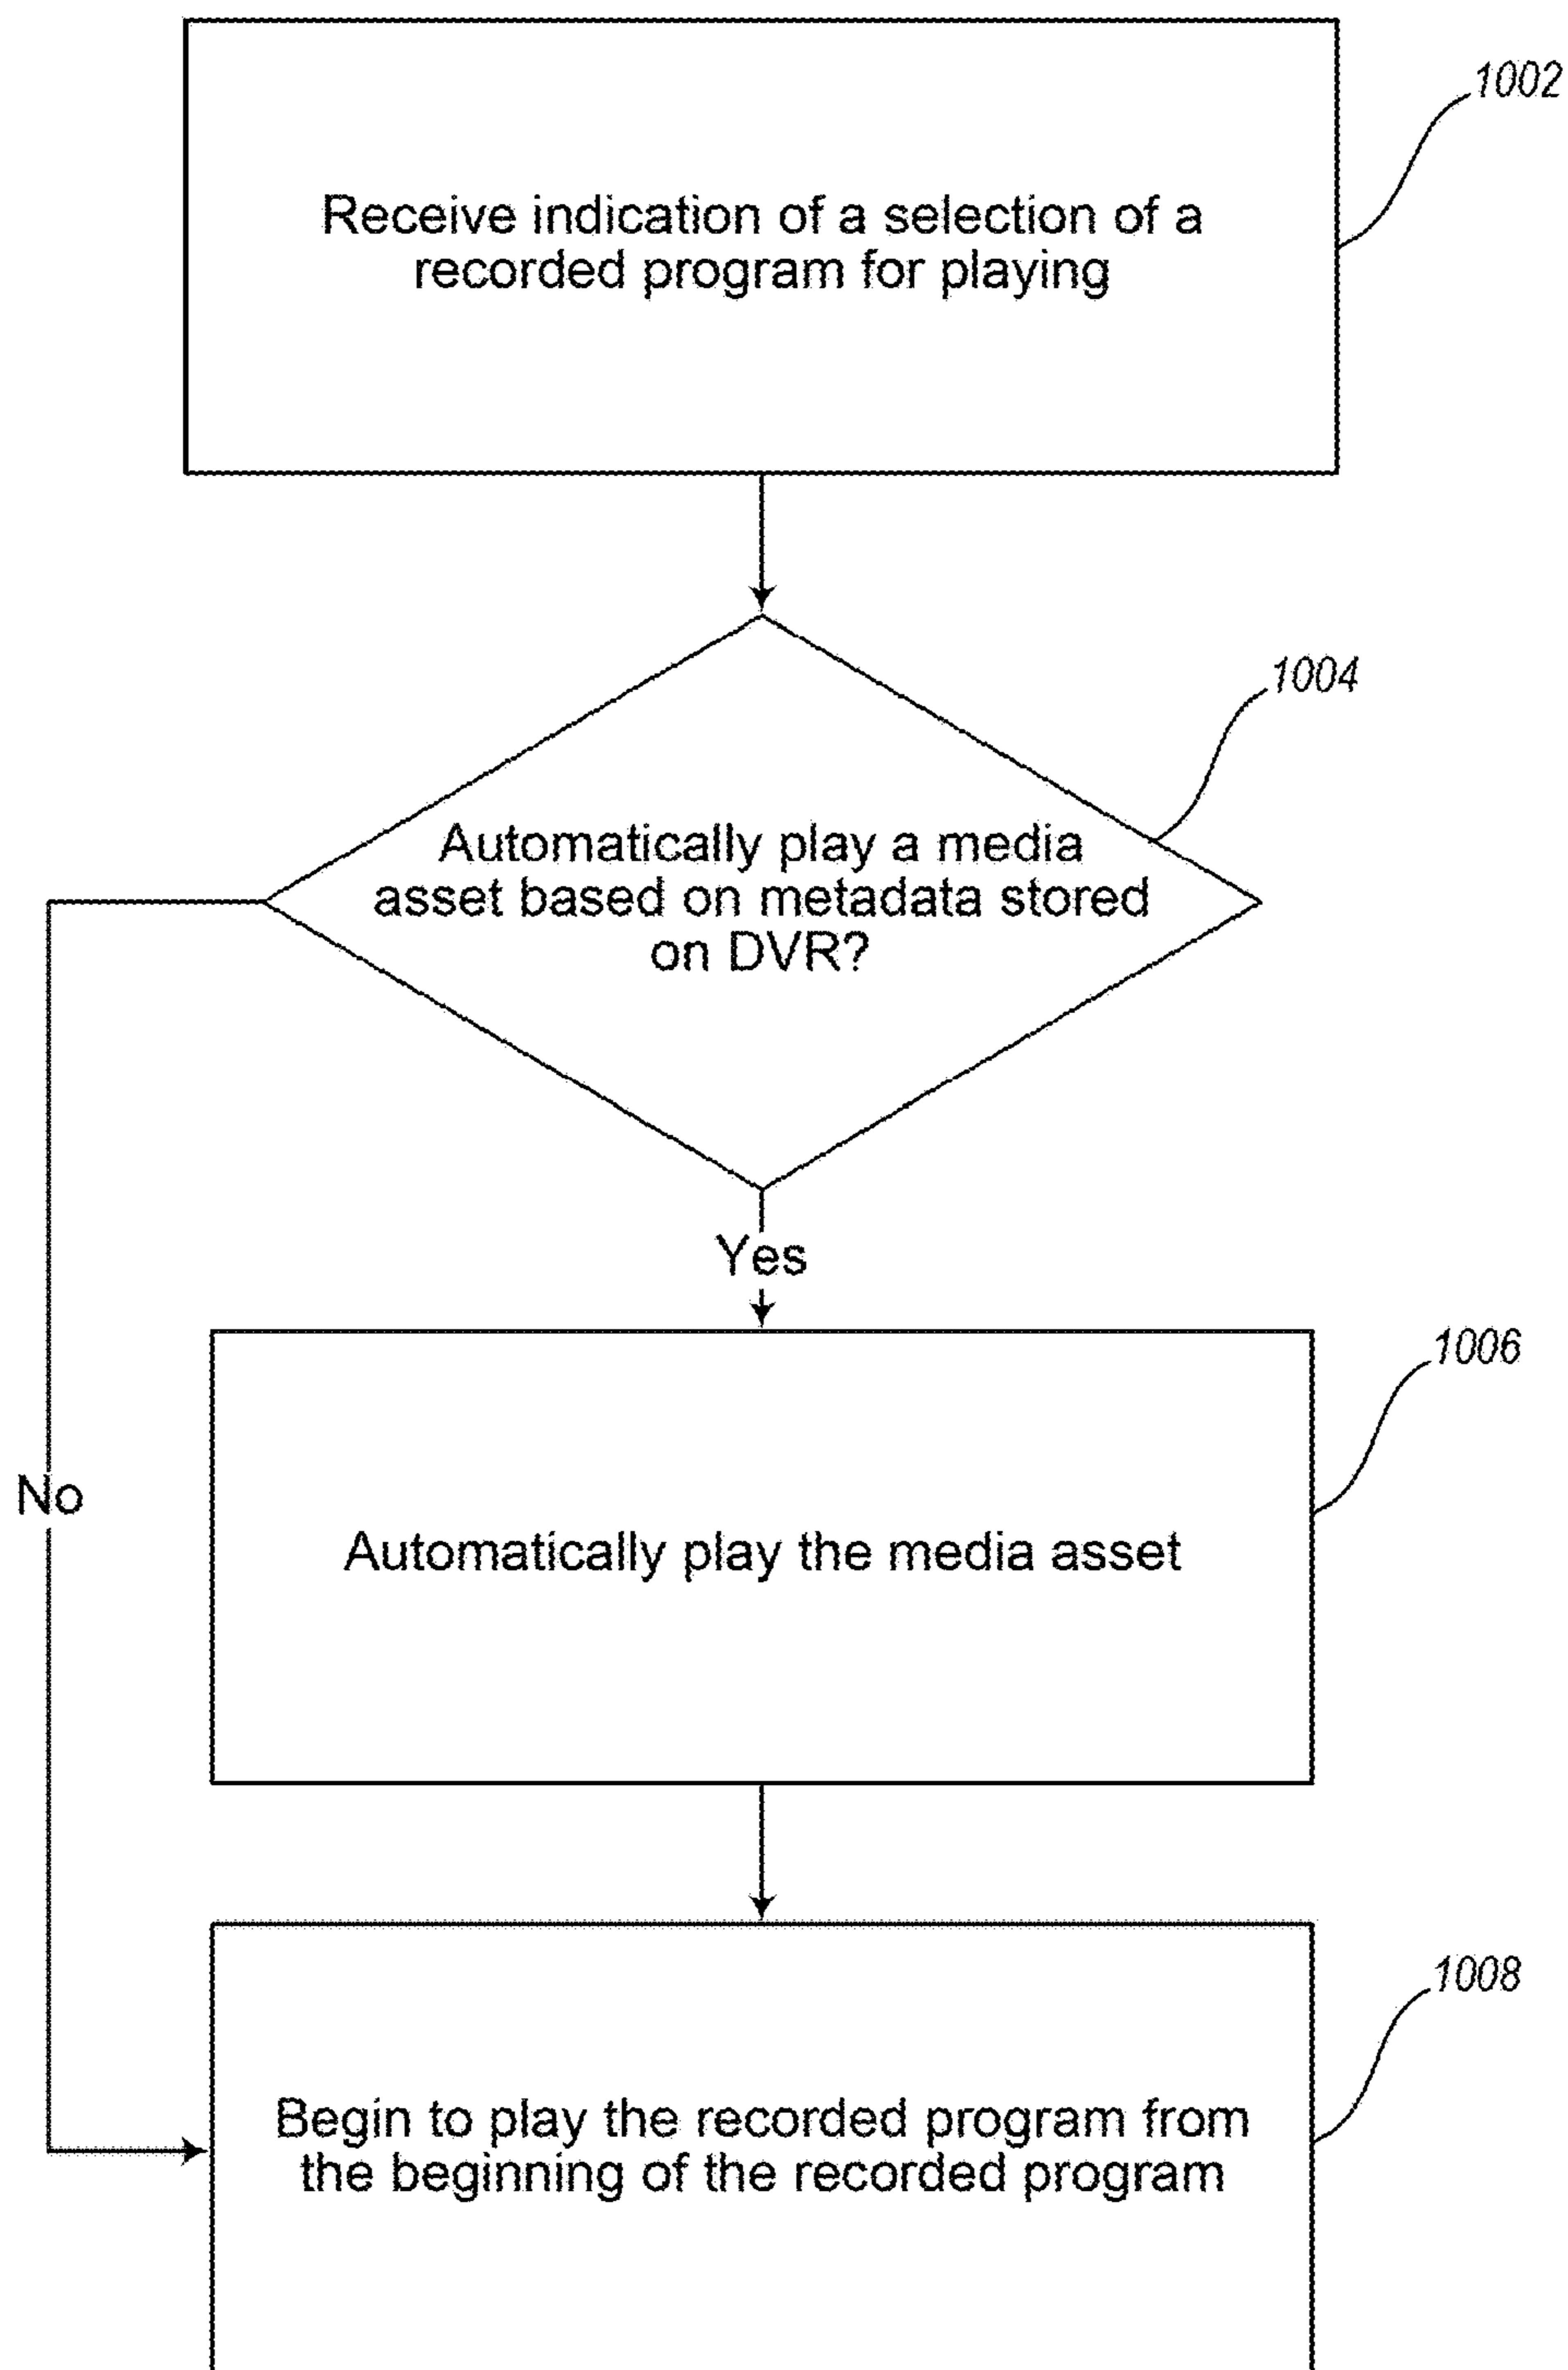 1002
Receive indication of a selection of a
recorded program for playing
1004
Automatically play a media
asset based on metadata stored
on DVR?
Yes
1006
No
Automatically play the media asset
1008
Begin to play the recorded program from
the beginning of the recorded program